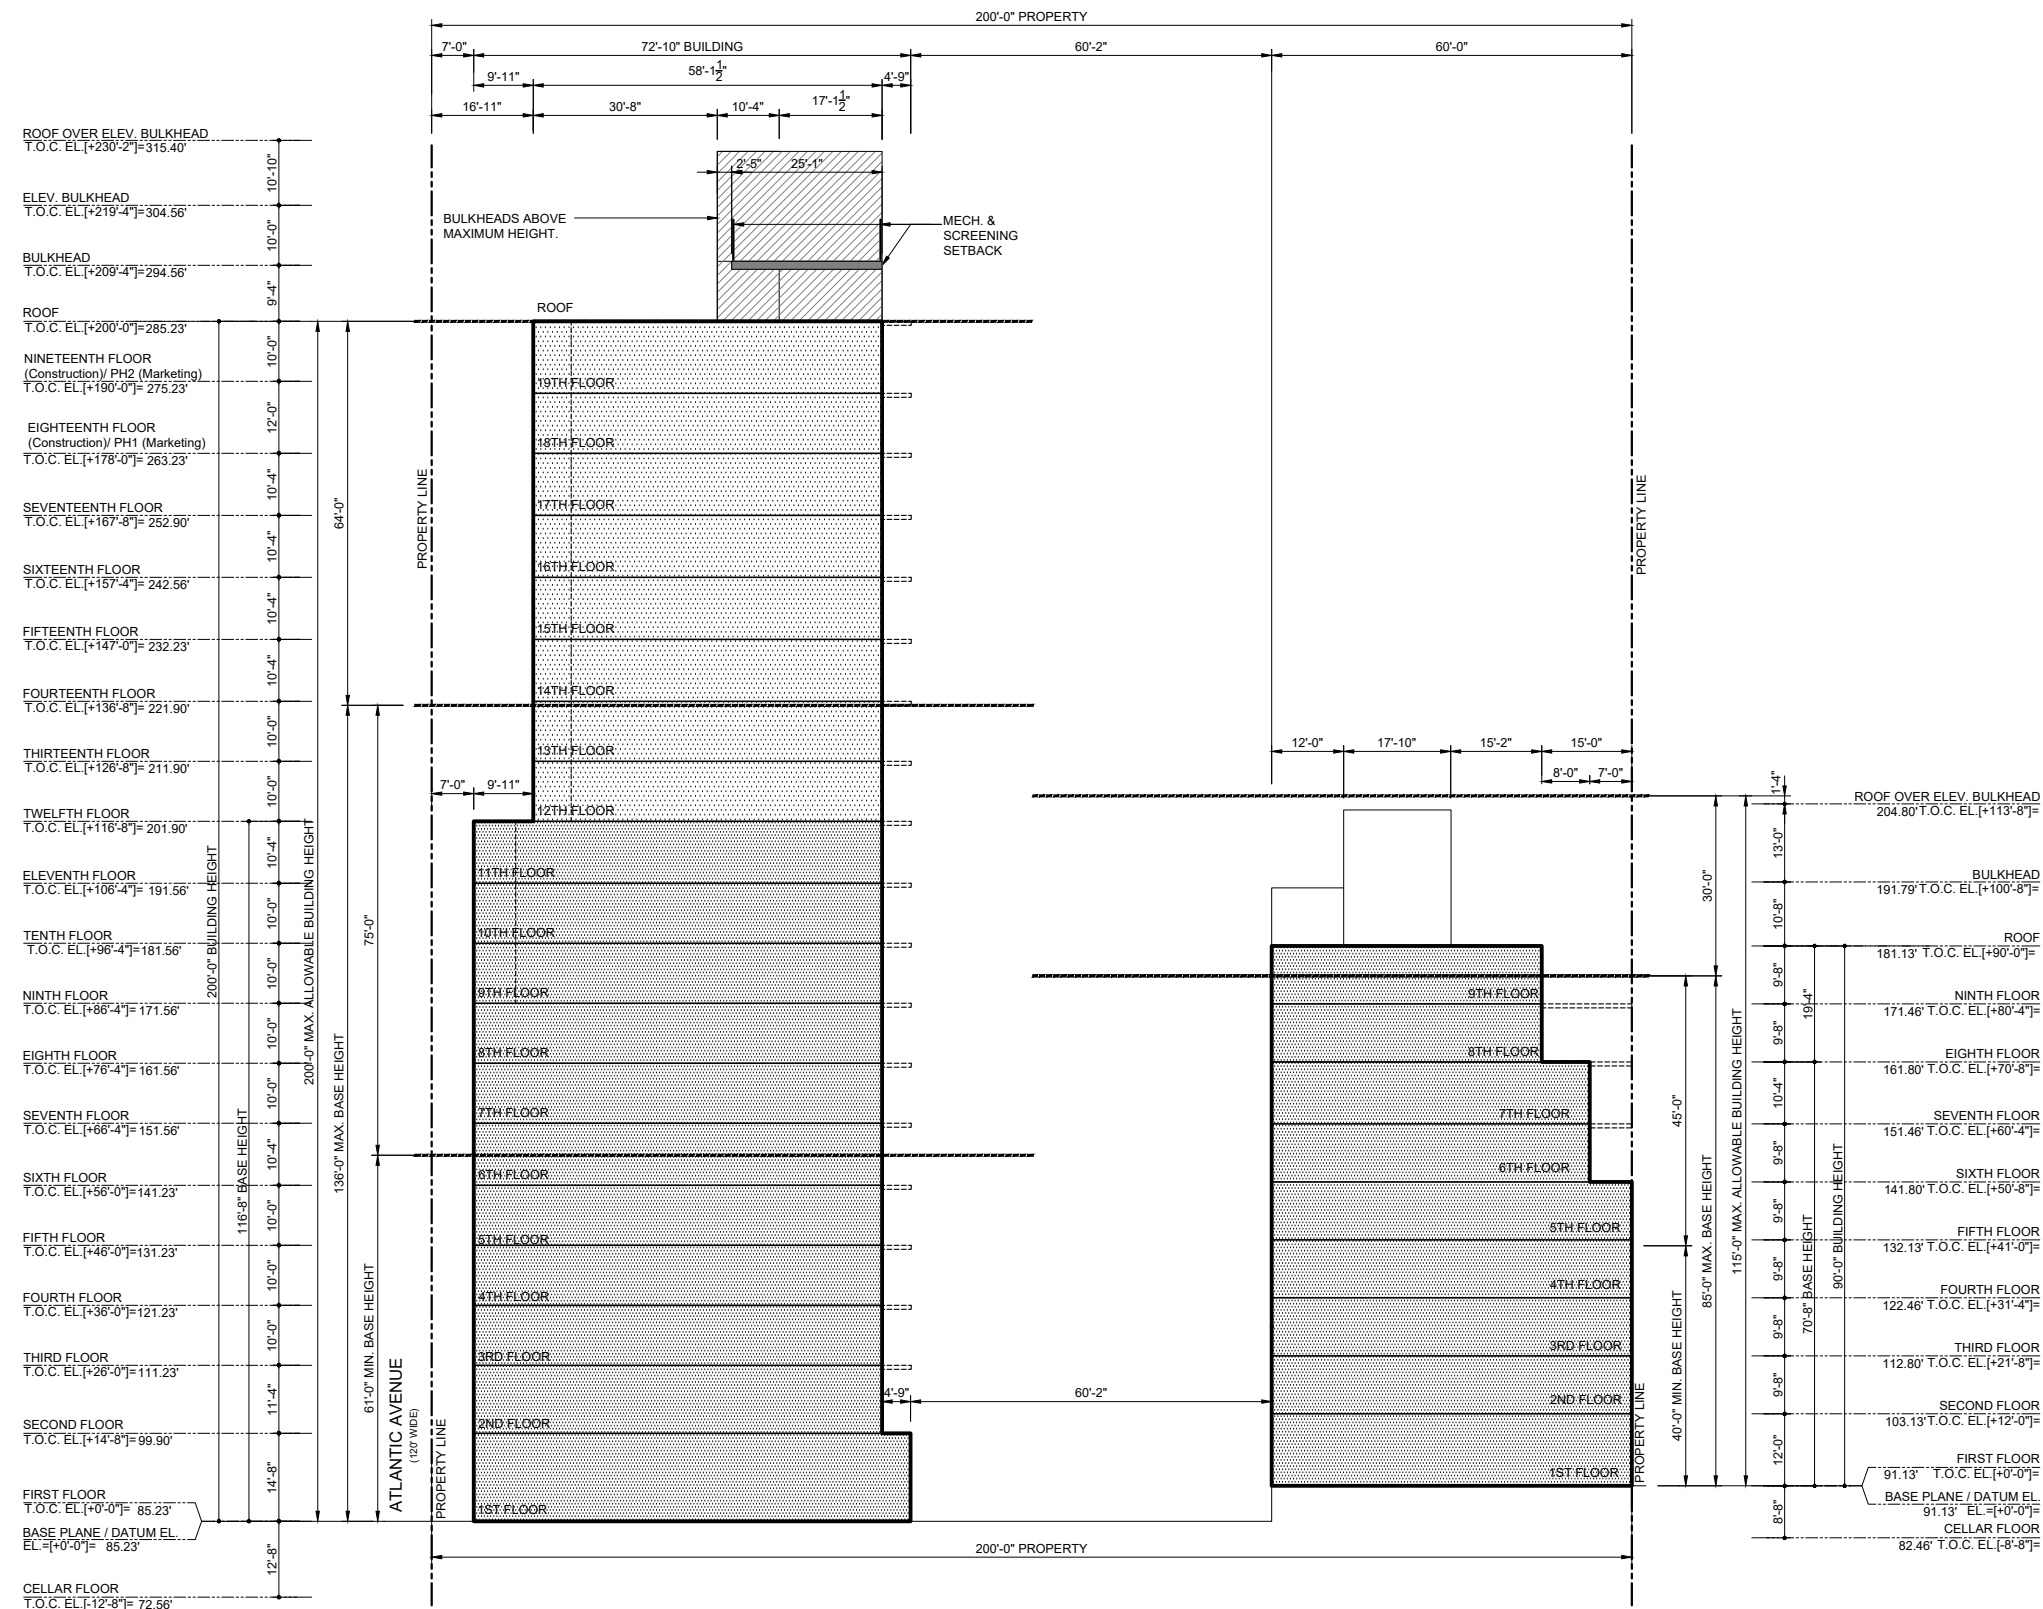 200'-0" PROPERTY
7'-0" 72'-10" BUILDING 60'-2" 60'-0"
9'-11" 58'-1 1/2" 4'-9"
16'-11" 30'-8" 10'-4" 17'-1 1/2"
ROOF OVER ELEV. BULKHEAD
T.O.C. EL.[+230'-2"]=315.40'
10'-10"
ELEV. BULKHEAD
T.O.C. EL.[+219'-4"]=304.56'
10'-0"
BULKHEAD
T.O.C. EL.[+209'-4"]=294.56'
9'-4"
ROOF
T.O.C. EL.[+200'-0"]=285.23'
10'-0"
NINETEENTH FLOOR
(Construction)/ PH2 (Marketing)
T.O.C. EL.[+190'-0"]= 275.23'
12'-0"
EIGHTEENTH FLOOR
(Construction)/ PH1 (Marketing)
T.O.C. EL.[+178'-0"]= 263.23'
10'-4"
SEVENTEENTH FLOOR
T.O.C. EL.[+167'-8"]= 252.90'
10'-4"
SIXTEENTH FLOOR
T.O.C. EL.[+157'-4"]= 242.56'
10'-4"
FIFTEENTH FLOOR
T.O.C. EL.[+147'-0"]= 232.23'
10'-4"
FOURTEENTH FLOOR
T.O.C. EL.[+136'-8"]= 221.90'
10'-0"
THIRTEENTH FLOOR
T.O.C. EL.[+126'-8"]= 211.90'
10'-0"
TWELFTH FLOOR
T.O.C. EL.[+116'-8"]= 201.90'
10'-4"
ELEVENTH FLOOR
T.O.C. EL.[+106'-4"]= 191.56'
10'-0"
TENTH FLOOR
T.O.C. EL.[+96'-4"]=181.56'
10'-0"
NINTH FLOOR
T.O.C. EL.[+86'-4"]= 171.56'
10'-0"
EIGHTH FLOOR
T.O.C. EL.[+76'-4"]= 161.56'
10'-0"
SEVENTH FLOOR
T.O.C. EL.[+66'-4"]= 151.56'
10'-4"
SIXTH FLOOR
T.O.C. EL.[+56'-0"]=141.23'
10'-0"
FIFTH FLOOR
T.O.C. EL.[+46'-0"]=131.23'
10'-0"
FOURTH FLOOR
T.O.C. EL.[+36'-0"]=121.23'
10'-0"
THIRD FLOOR
T.O.C. EL.[+26'-0"]=111.23'
11'-4"
SECOND FLOOR
T.O.C. EL.[+14'-8"]=99.90'
14'-8"
FIRST FLOOR
T.O.C. EL.[+0'-0"]= 85.23'
BASE PLANE / DATUM EL.
EL.=[+0'-0"]= 85.23'
12'-8"
CELLAR FLOOR
T.O.C. EL.[-12'-8"]= 72.56'
200'-0" BUILDING HEIGHT
116'-8" BASE HEIGHT
200'-0" MAX. ALLOWABLE BUILDING HEIGHT
64'-0"
136'-0" MAX. BASE HEIGHT
75'-0"
61'-0" MIN. BASE HEIGHT
ATLANTIC AVENUE
(120' WIDE)
PROPERTY LINE
PROPERTY LINE
2'-5" 25'-1"
BULKHEADS ABOVE
MAXIMUM HEIGHT.
MECH. &
SCREENING
SETBACK
ROOF
19TH FLOOR
18TH FLOOR
17TH FLOOR
16TH FLOOR
15TH FLOOR
14TH FLOOR
13TH FLOOR
7'-0" 9'-11"
12TH FLOOR
11TH FLOOR
10TH FLOOR
9TH FLOOR
8TH FLOOR
7TH FLOOR
6TH FLOOR
5TH FLOOR
4TH FLOOR
3RD FLOOR
2ND FLOOR
1ST FLOOR
4'-9" 60'-2"
200'-0" PROPERTY
PROPERTY LINE
12'-0" 17'-10" 15'-2" 15'-0"
8'-0" 7'-0"
9TH FLOOR
8TH FLOOR
7TH FLOOR
6TH FLOOR
5TH FLOOR
4TH FLOOR
3RD FLOOR
2ND FLOOR
1ST FLOOR
PROPERTY LINE
30'-0"
45'-0"
40'-0" MIN. BASE HEIGHT
85'-0" MAX. BASE HEIGHT
115'-0" MAX. ALLOWABLE BUILDING HEIGHT
19'-4"
70'-8" BASE HEIGHT
90'-0" BUILDING HEIGHT
1'-4"
ROOF OVER ELEV. BULKHEAD
204.80' T.O.C. EL.[+113'-8"]=
13'-0"
BULKHEAD
191.79' T.O.C. EL.[+100'-8"]=
10'-8"
ROOF
181.13' T.O.C. EL.[+90'-0"]=
9'-8"
NINTH FLOOR
171.46' T.O.C. EL.[+80'-4"]=
9'-8"
EIGHTH FLOOR
161.80' T.O.C. EL.[+70'-8"]=
10'-4"
SEVENTH FLOOR
151.46' T.O.C. EL.[+60'-4"]=
9'-8"
SIXTH FLOOR
141.80' T.O.C. EL.[+50'-8"]=
9'-8"
FIFTH FLOOR
132.13' T.O.C. EL.[+41'-0"]=
9'-8"
FOURTH FLOOR
122.46' T.O.C. EL.[+31'-4"]=
9'-8"
THIRD FLOOR
112.80' T.O.C. EL.[+21'-8"]=
9'-8"
SECOND FLOOR
103.13' T.O.C. EL.[+12'-0"]=
12'-0"
FIRST FLOOR
91.13' T.O.C. EL.[+0'-0"]=
BASE PLANE / DATUM EL.
91.13' EL.=[+0'-0"]=
8'-8"
CELLAR FLOOR
82.46' T.O.C. EL.[-8'-8"]=